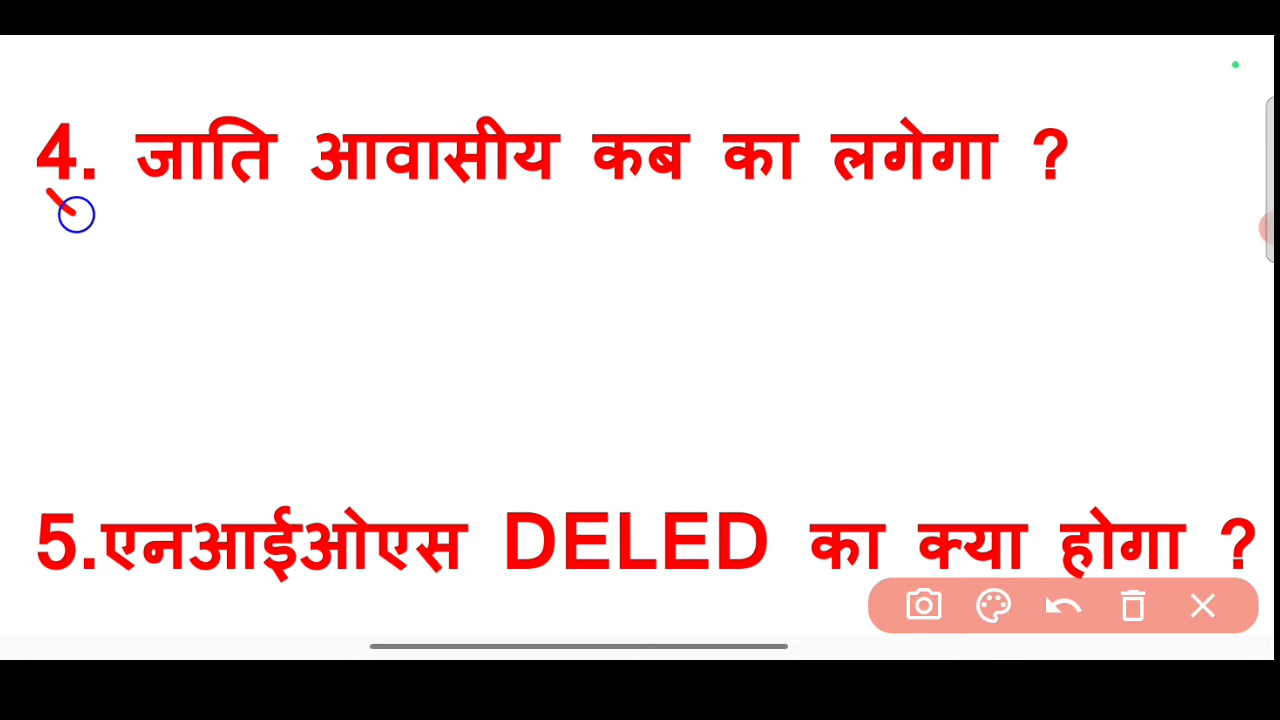 4. जाति आवासीय कब का लगेगा ?
5.एनआईओएस DELED का क्या होगा ?